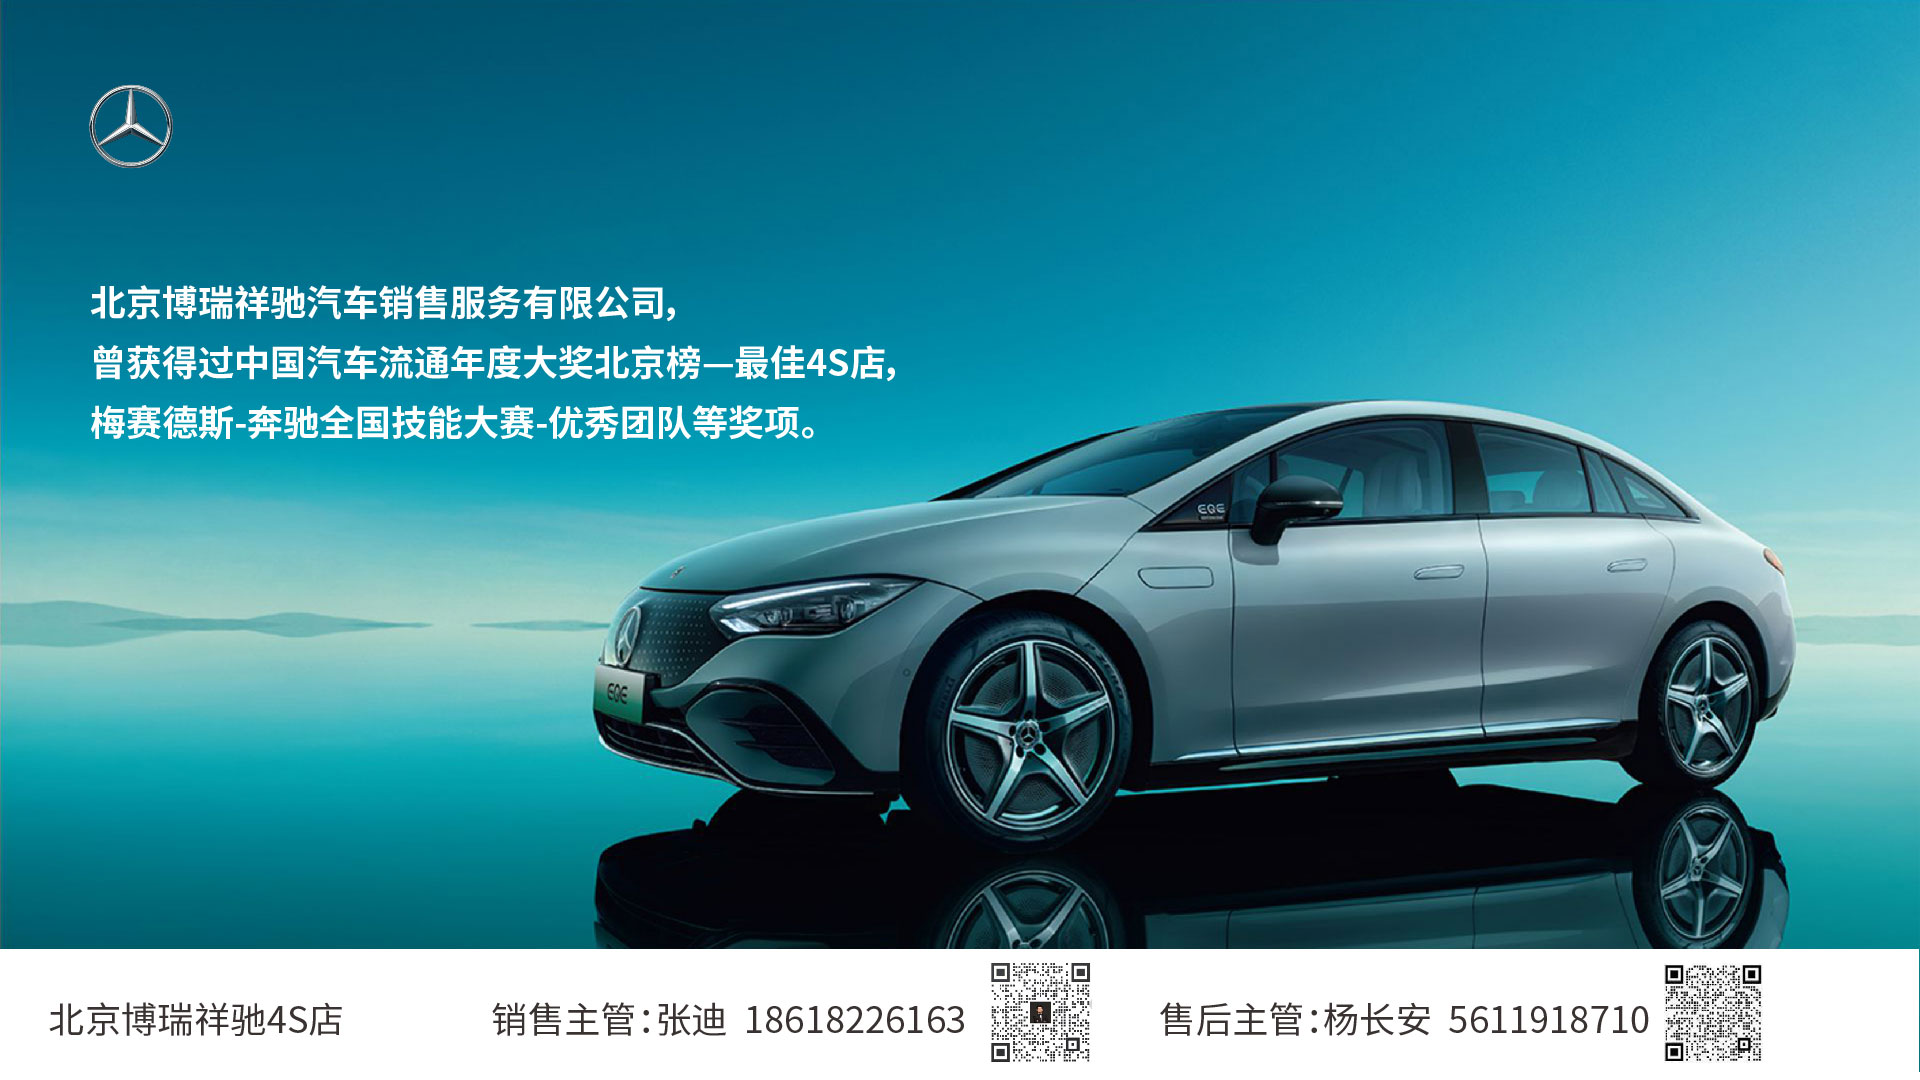 北京博瑞祥驰汽车销售服务有限公司,
曾获得过中国汽车流通年度大奖北京榜—最佳4S店,
梅赛德斯-奔驰全国技能大赛-优秀团队等奖项。
EQE
EQE
北京博瑞祥驰4S店
销售主管:张迪 18618226163
售后主管:杨长安 5611918710